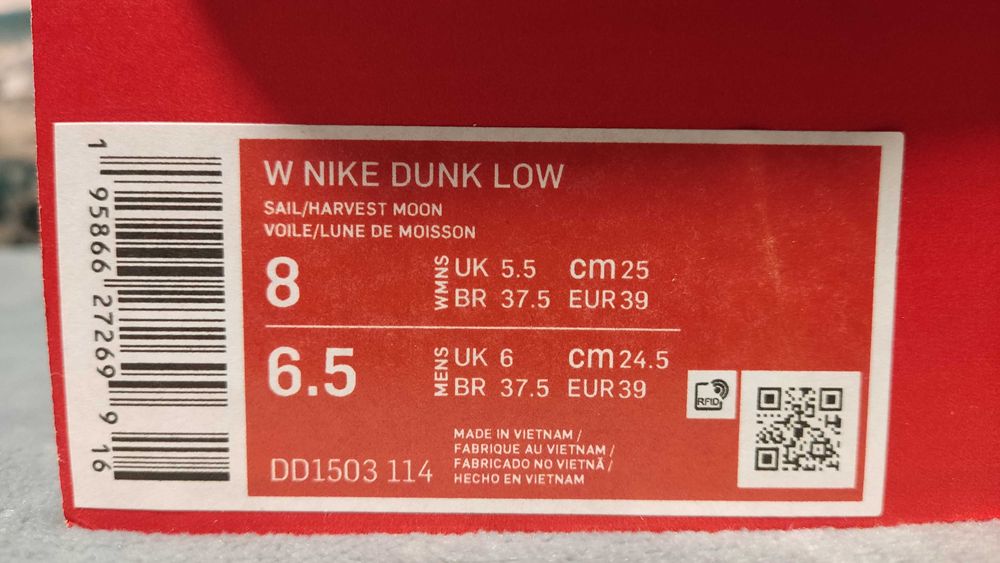 W NIKE DUNK LOW
SAIL/HARVEST MOON
VOILE/LUNE DE MOISSON
8
WMNS
UK 5.5 cm 25
BR 37.5 EUR 39
6.5
MENS
UK 6 cm 24.5
BR 37.5 EUR 39
RFID
DD1503 114
MADE IN VIETNAM /
FABRIQUE AU VIETNAM /
FABRICADO NO VIETNÃ /
HECHO EN VIETNAM
1 95866 27269 9 16